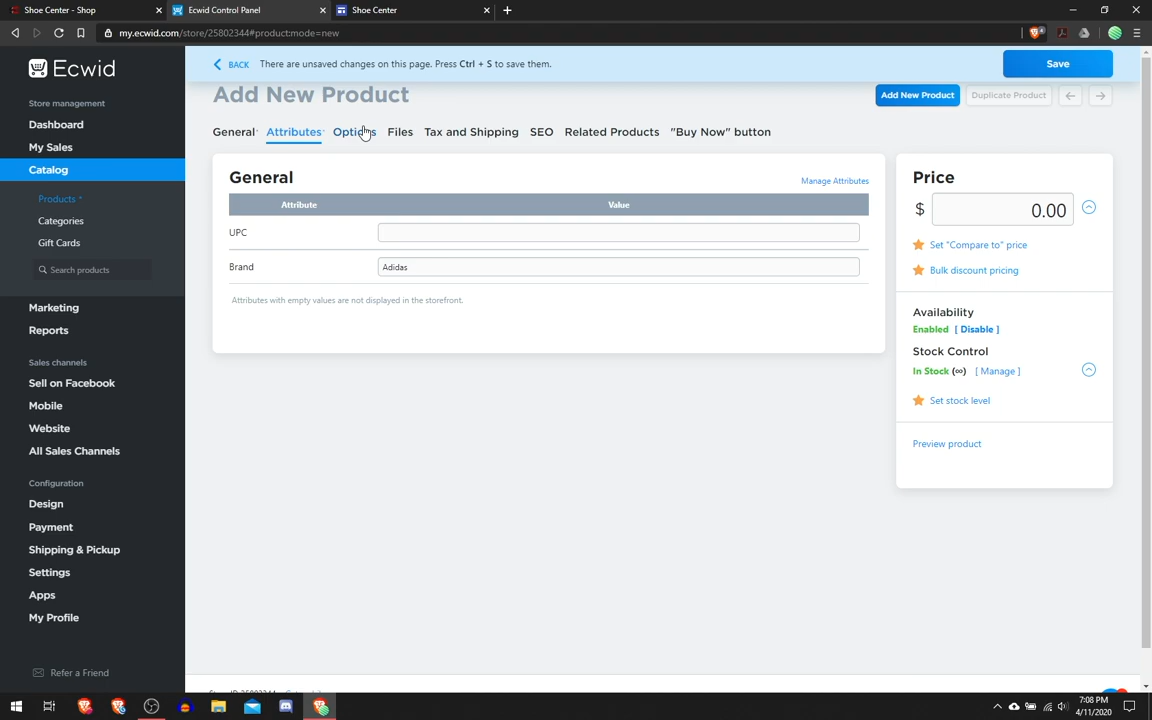 Shoe Center - Shop
Ecwid Control Panel
Shoe Center
my.ecwid.com/store/25802344#product:mode=new
Ecwid
BACK
There are unsaved changes on this page. Press Ctrl + S to save them.
Save
Add New Product
Add New Product
Duplicate Product
General
Attributes
Options
Files
Tax and Shipping
SEO
Related Products
"Buy Now" button
Store management
Dashboard
My Sales
Catalog
Products
Categories
Gift Cards
Search products
Marketing
Reports
Sales channels
Sell on Facebook
Mobile
Website
All Sales Channels
Configuration
Design
Payment
Shipping & Pickup
Settings
Apps
My Profile
Refer a Friend
General
Manage Attributes
Attribute
Value
UPC
Brand
Adidas
Attributes with empty values are not displayed in the storefront.
Price
$ 0.00
Set "Compare to" price
Bulk discount pricing
Availability
Enabled [ Disable ]
Stock Control
In Stock (∞) [ Manage ]
Set stock level
Preview product
7:08 PM
4/11/2020